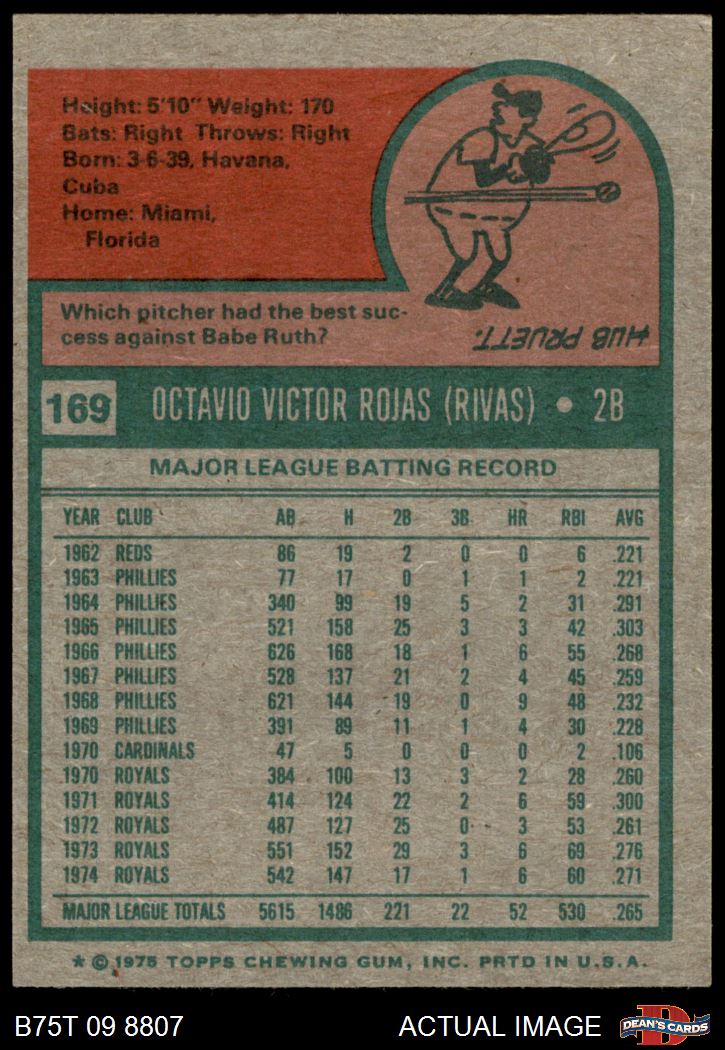 Height: 5'10" Weight: 170
Bats: Right Throws: Right
Born: 3-6-39, Havana,
Cuba
Home: Miami,
Florida
Which pitcher had the best suc-
cess against Babe Ruth?
HUB PRUETT.
169 OCTAVIO VICTOR ROJAS (RIVAS) • 2B
MAJOR LEAGUE BATTING RECORD
YEAR CLUB AB H 2B 3B HR RBI AVG
1962 REDS 86 19 2 0 0 6 .221
1963 PHILLIES 77 17 0 1 1 2 .221
1964 PHILLIES 340 99 19 5 2 31 .291
1965 PHILLIES 521 158 25 3 3 42 .303
1966 PHILLIES 626 168 18 1 6 55 .268
1967 PHILLIES 528 137 21 2 4 45 .259
1968 PHILLIES 621 144 19 0 9 48 .232
1969 PHILLIES 391 89 11 1 4 30 .228
1970 CARDINALS 47 5 0 0 0 2 .106
1970 ROYALS 384 100 13 3 2 28 .260
1971 ROYALS 414 124 22 2 6 59 .300
1972 ROYALS 487 127 25 0 3 53 .261
1973 ROYALS 551 152 29 3 6 69 .276
1974 ROYALS 542 147 17 1 6 60 .271
MAJOR LEAGUE TOTALS 5615 1486 221 22 52 530 .265
* © 1975 TOPPS CHEWING GUM, INC. PRTD IN U.S.A.
B75T 09 8807 ACTUAL IMAGE
D
DEAN'S CARDS